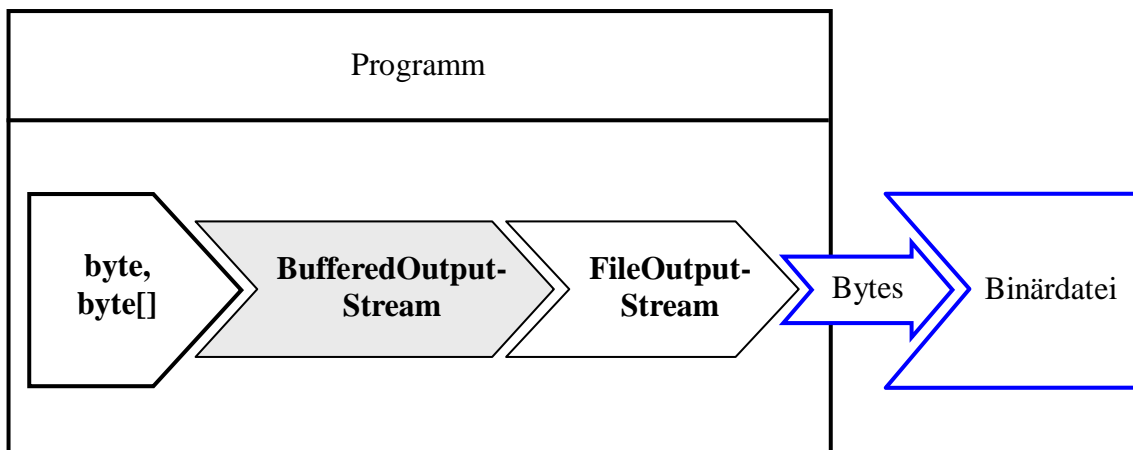 Programm
byte,
byte[]
BufferedOutput-
Stream
FileOutput-
Stream
Bytes
Binärdatei